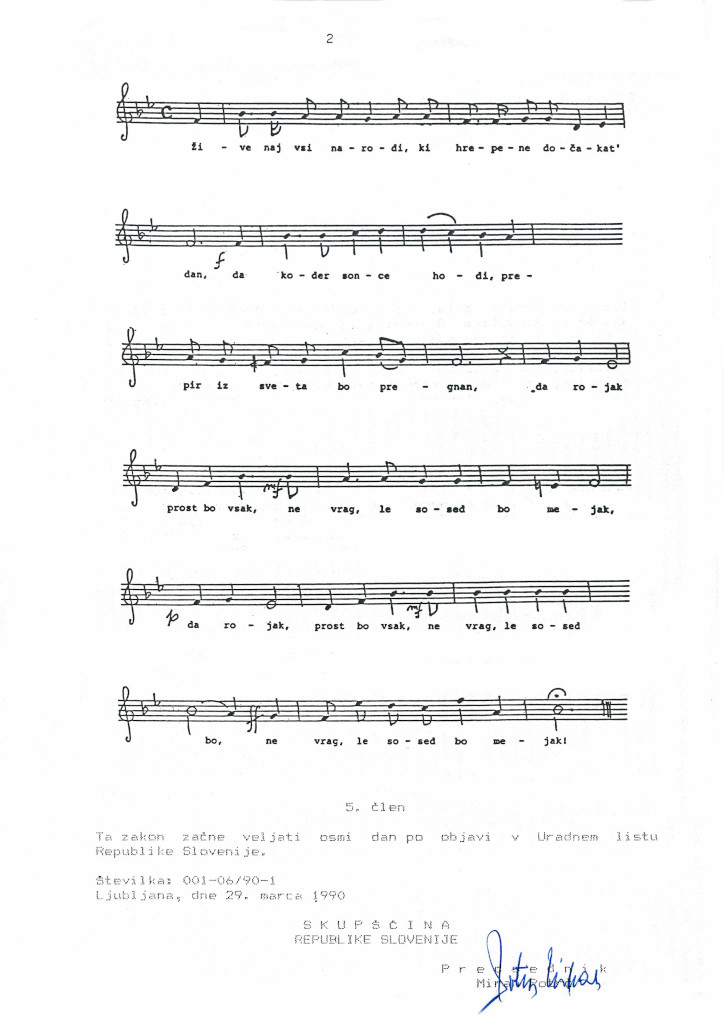 2
ži - ve naj vsi na - ro - di, ki hre - pe - ne do - ča - kat'
f
dan, da ko - der son - ce ho - di, pre -
pir iz sve - ta bo pre - gnan, da ro - jak
mf
prost bo vsak, ne vrag, le so - sed bo me - jak,
p mf
da ro - jak, prost bo vsak, ne vrag, le so - sed
ff
bo, ne vrag, le so - sed bo me - jak!
5. člen
Ta zakon začne veljati osmi dan po objavi v Uradnem listu
Republike Slovenije.
Številka: 001-06/90-1
Ljubljana, dne 29. marca 1990
S K U P Š Č I N A
REPUBLIKE SLOVENIJE
P r e d s e d n i k
Miran Potrč